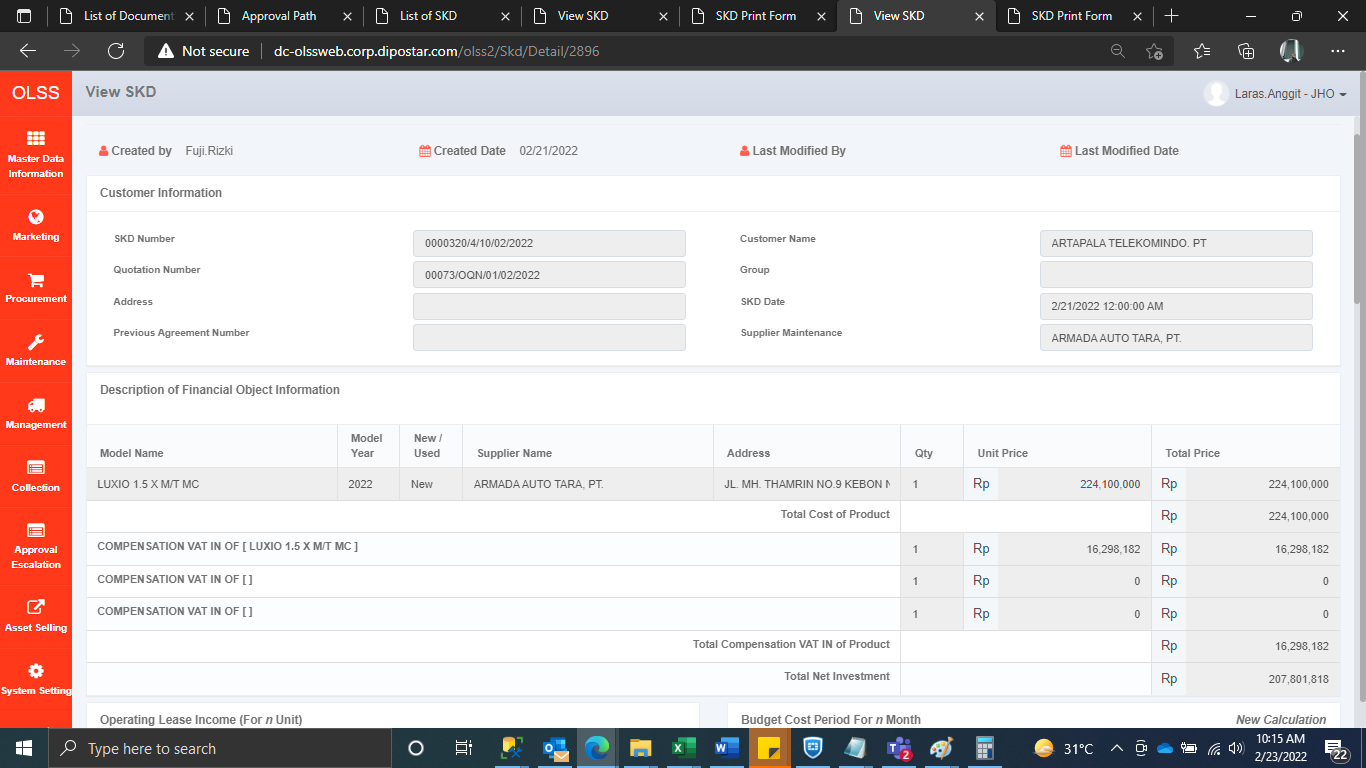 List of Document
Approval Path
List of SKD
View SKD
SKD Print Form
View SKD
SKD Print Form
Not secure
dc-olssweb.corp.dipostar.com/olss2/Skd/Detail/2896
OLSS
View SKD
Laras.Anggit - JHO
Master Data
Information
Marketing
Procurement
Maintenance
Management
Collection
Approval
Escalation
Asset Selling
System Setting
Created by Fuji.Rizki
Created Date 02/21/2022
Last Modified By
Last Modified Date
Customer Information
SKD Number 0000320/4/10/02/2022
Customer Name ARTAPALA TELEKOMINDO. PT
Quotation Number 00073/OQN/01/02/2022
Group
Address
SKD Date 2/21/2022 12:00:00 AM
Previous Agreement Number
Supplier Maintenance ARMADA AUTO TARA, PT.
Description of Financial Object Information
Model Name
Model
Year
New /
Used
Supplier Name
Address
Qty
Unit Price
Total Price
LUXIO 1.5 X M/T MC 2022 New ARMADA AUTO TARA, PT. JL. MH. THAMRIN NO.9 KEBON 1 Rp 224,100,000 Rp 224,100,000
Total Cost of Product Rp 224,100,000
COMPENSATION VAT IN OF [ LUXIO 1.5 X M/T MC ] 1 Rp 16,298,182 Rp 16,298,182
COMPENSATION VAT IN OF [ ] 1 Rp 0 Rp 0
COMPENSATION VAT IN OF [ ] 1 Rp 0 Rp 0
Total Compensation VAT IN of Product Rp 16,298,182
Total Net Investment Rp 207,801,818
Operating Lease Income (For n Unit)
Budget Cost Period For n Month
New Calculation
Type here to search
2
31°C
10:15 AM
2/23/2022
22